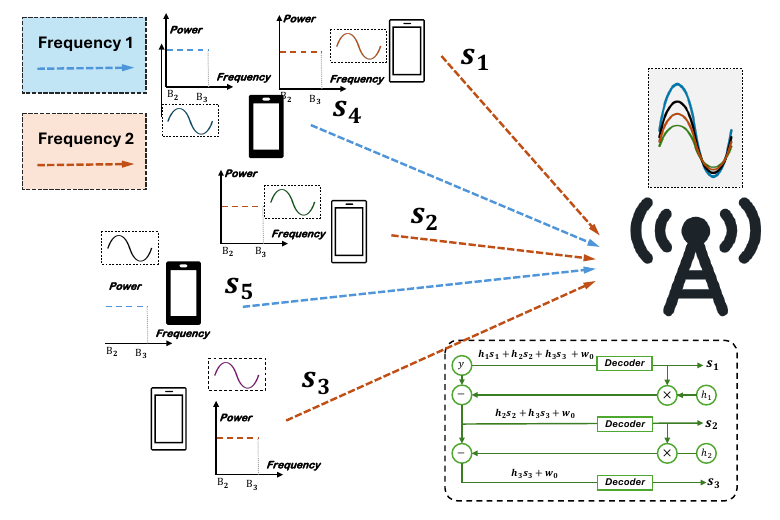 Frequency 1
Frequency 2
Power
Frequency
B2
B3
Power
Frequency
B2
B3
s1
s4
Power
Frequency
B2
B3
s2
Power
Frequency
B2
B3
s5
s3
Power
Frequency
B2
B3
h1s1 + h2s2 + h3s3 + w0
y
Decoder
s1
−
×
h1
h2s2 + h3s3 + w0
Decoder
s2
−
×
h2
h3s3 + w0
Decoder
s3